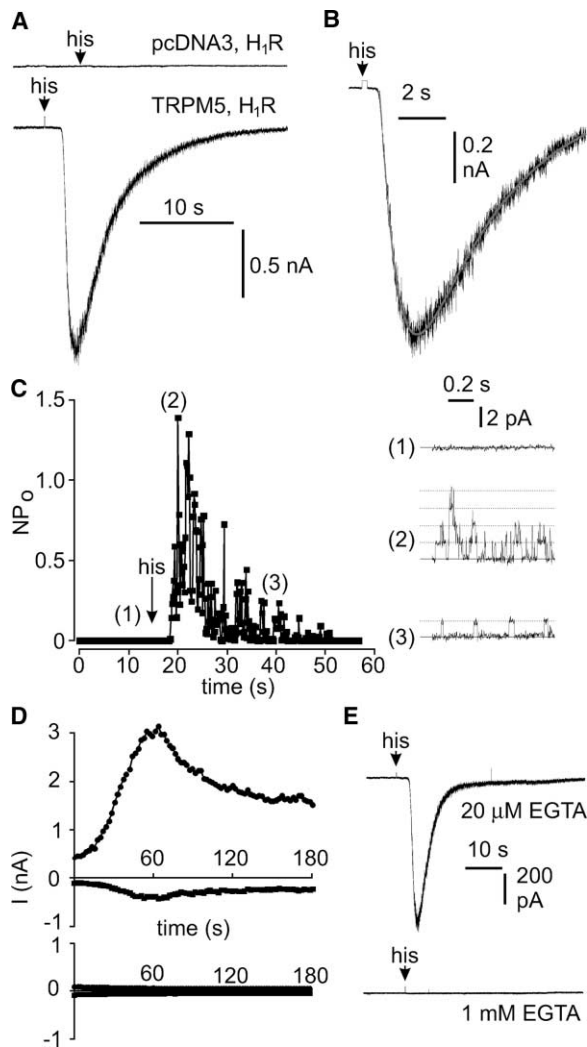 A
his
pcDNA3, H₁R
his
TRPM5, H₁R
10 s
0.5 nA
B
his
2 s
0.2
nA
C
1.5
1.0
0.5
0
NPₒ
(2)
his
(1)
(3)
0 10 20 30 40 50 60
time (s)
0.2 s
2 pA
(1)
(2)
(3)
D
3
2
1
0
-1
I (nA)
60 120 180
time (s)
1
0
-1
60 120 180
E
his
20 µM EGTA
10 s
200
pA
his
1 mM EGTA